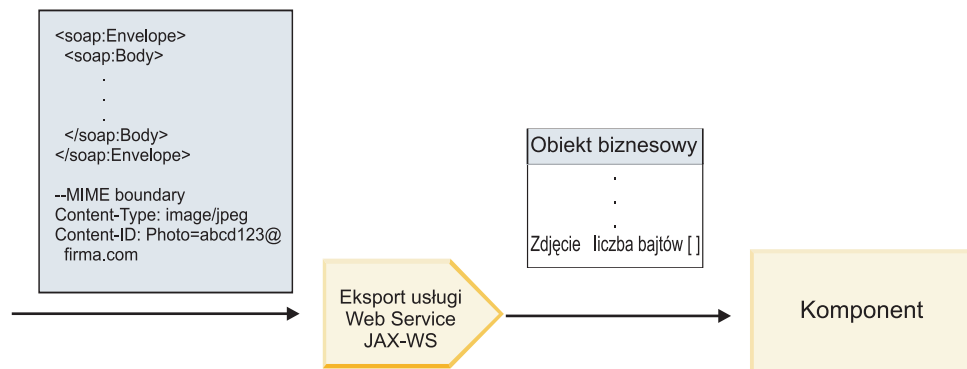 <soap:Envelope>
<soap:Body>
.
.
.
</soap:Body>
</soap:Envelope>
--MIME boundary
Content-Type: image/jpeg
Content-ID: Photo=abcd123@
firma.com
Obiekt biznesowy
.
.
.
Zdjęcie liczba bajtów [ ]
Eksport usługi
Web Service
JAX-WS
Komponent